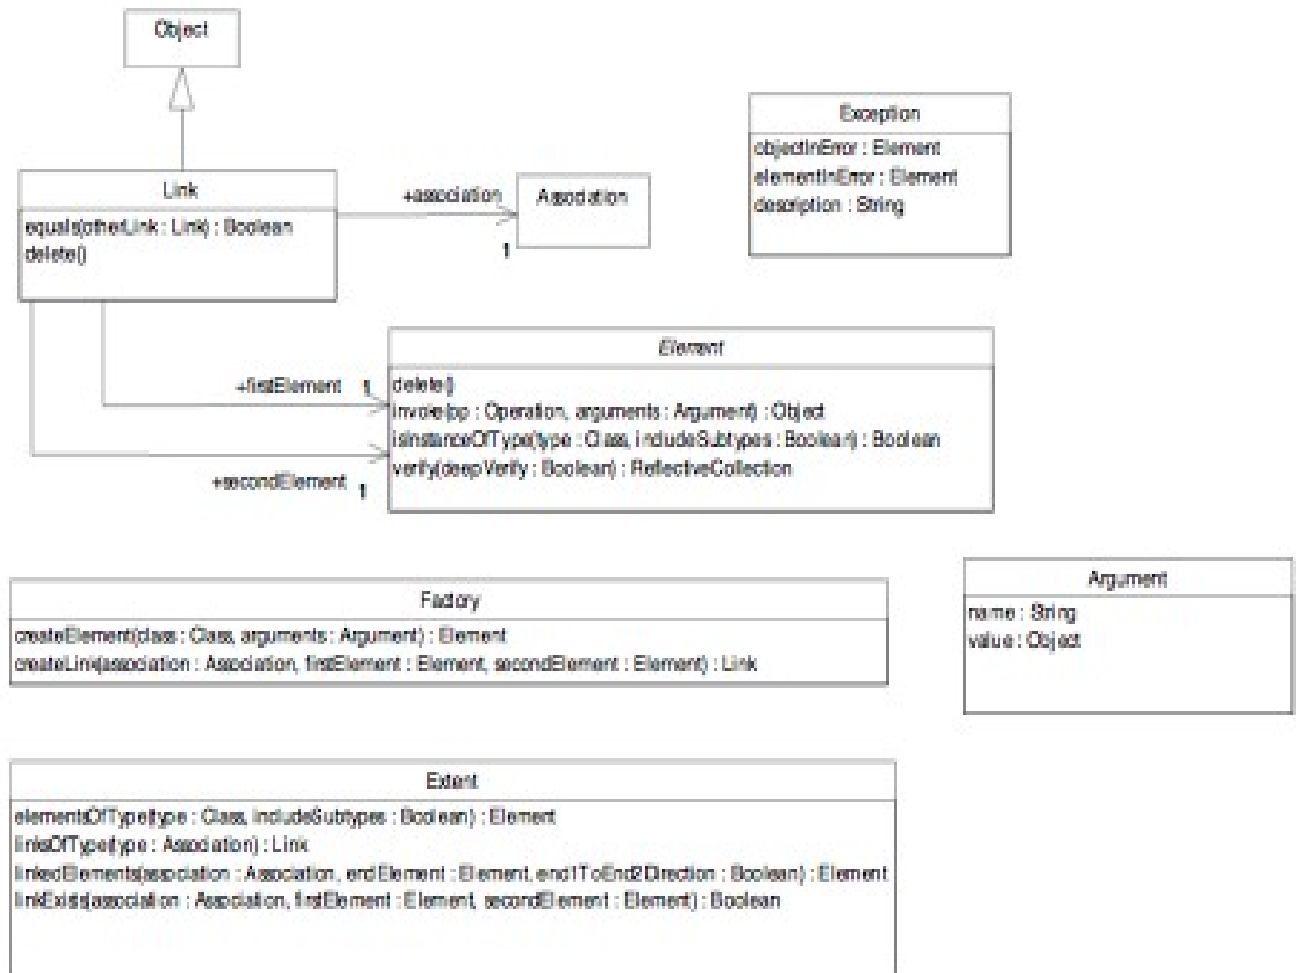 Object
Exception
objectInError : Element
elementInError : Element
description : String
Link
equals(otherLink : Link) : Boolean
delete()
+association
1
Association
Element
delete()
invoke(op : Operation, arguments : Argument) : Object
isInstanceOfType(type : Class, includeSubtypes : Boolean) : Boolean
verify(deepVerify : Boolean) : ReflectiveCollection
+firstElement 1
+secondElement 1
Factory
createElement(class : Class, arguments : Argument) : Element
createLink(association : Association, firstElement : Element, secondElement : Element) : Link
Argument
name : String
value : Object
Extent
elementsOfType(type : Class, includeSubtypes : Boolean) : Element
linksOfType(type : Association) : Link
linkedElements(association : Association, endElement : Element, end1ToEnd2Direction : Boolean) : Element
linkExists(association : Association, firstElement : Element, secondElement : Element) : Boolean